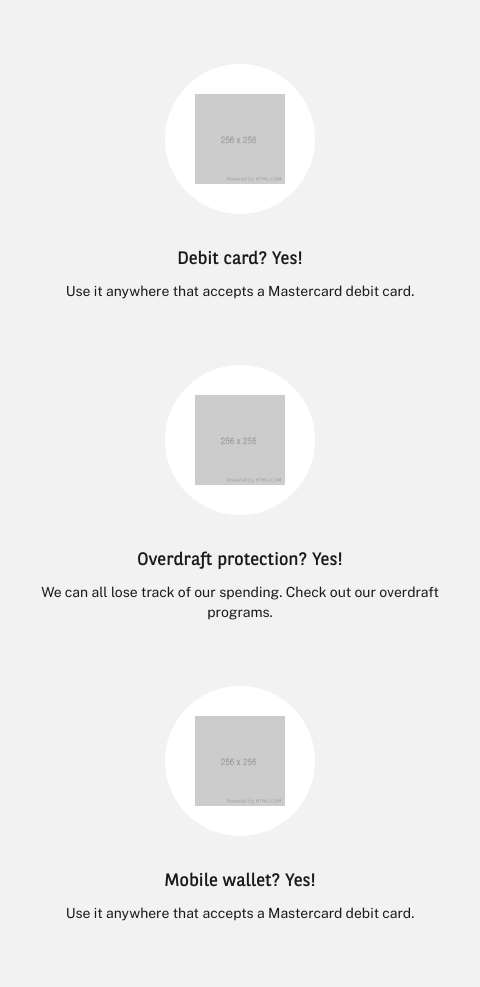 256 x 256
Powered by HTML.COM
Debit card? Yes!
Use it anywhere that accepts a Mastercard debit card.
256 x 256
Powered by HTML.COM
Overdraft protection? Yes!
We can all lose track of our spending. Check out our overdraft
programs.
256 x 256
Powered by HTML.COM
Mobile wallet? Yes!
Use it anywhere that accepts a Mastercard debit card.